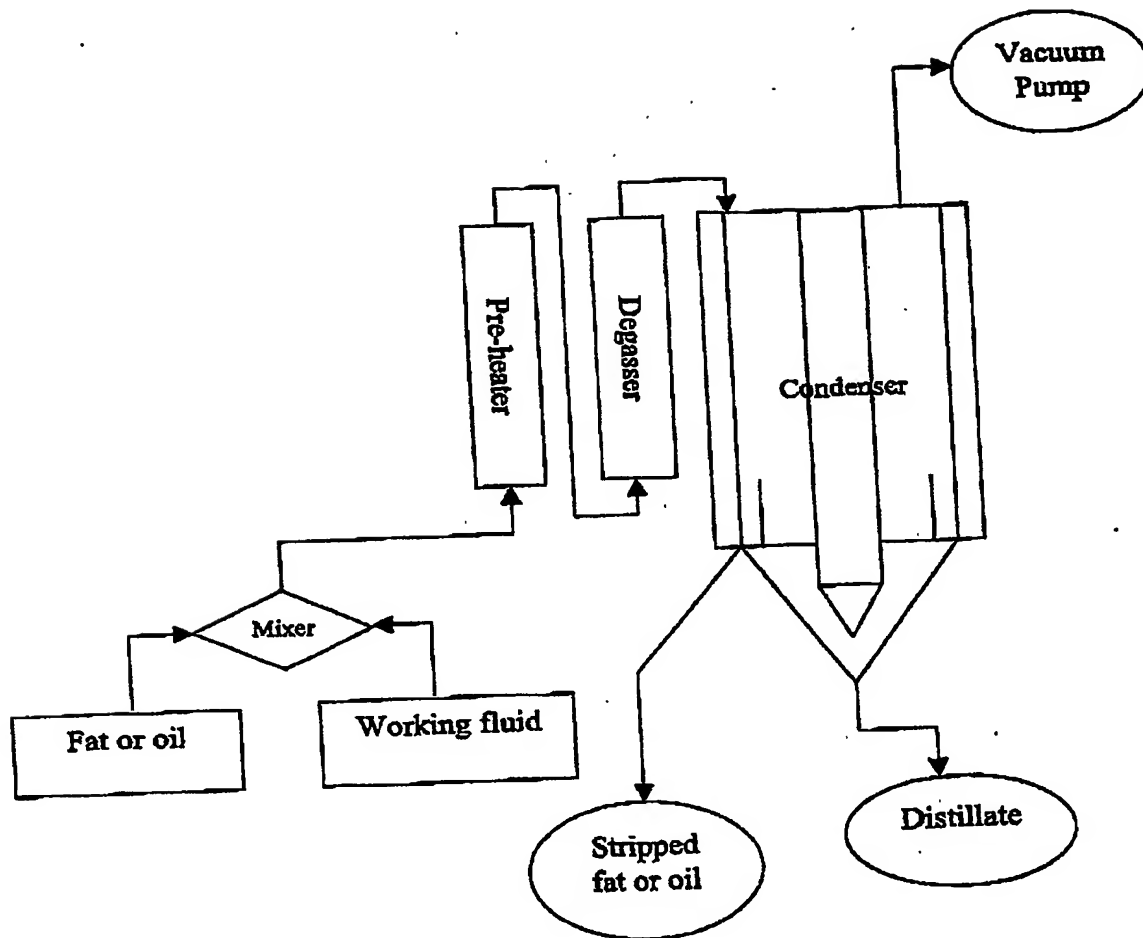 Vacuum
Pump
Pre-heater
Degasser
Condenser
Mixer
Fat or oil
Working fluid
Stripped
fat or oil
Distillate